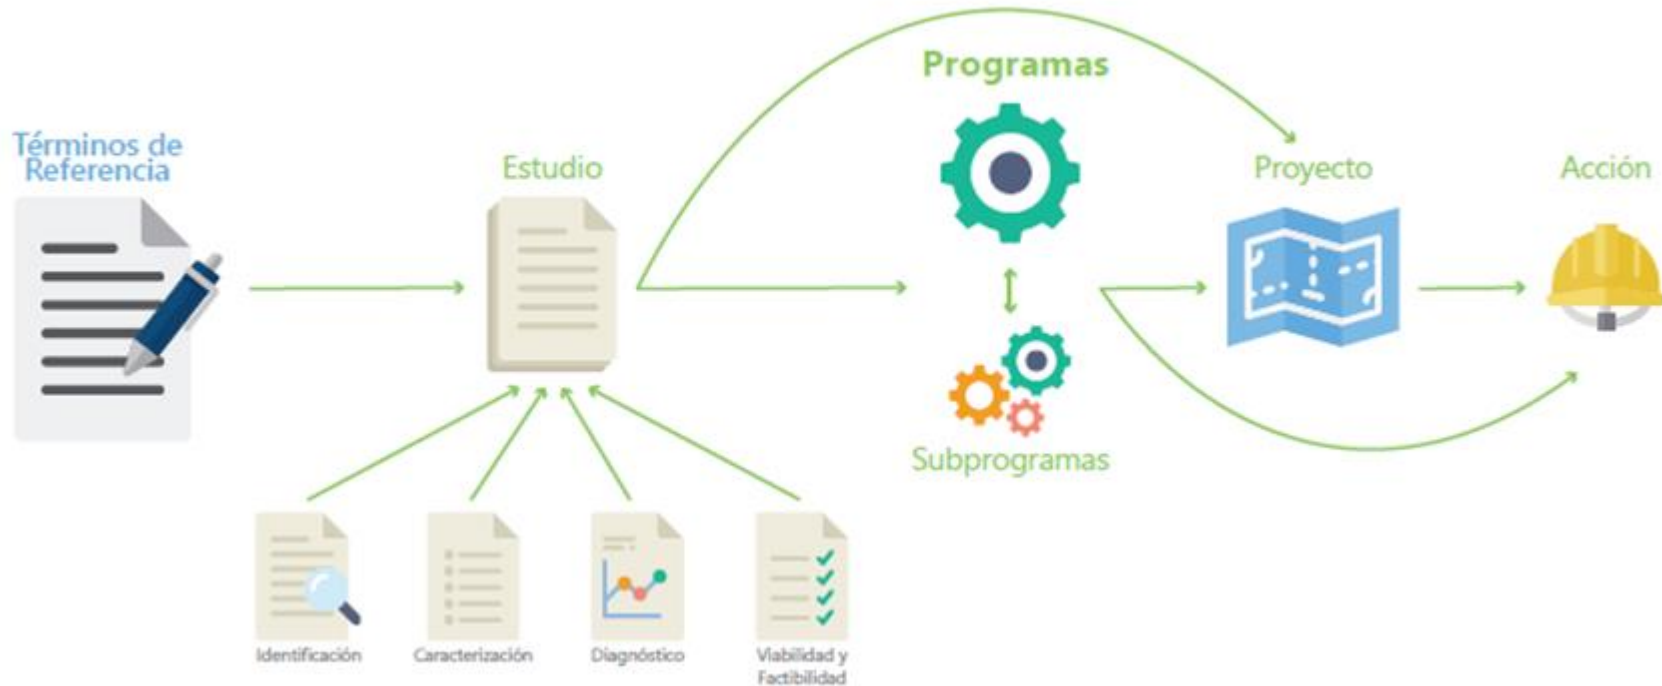 Programas
Términos de
Referencia
Estudio
Proyecto
Acción
Subprogramas
Identificación
Caracterización
Diagnóstico
Viabilidad y
Factibilidad